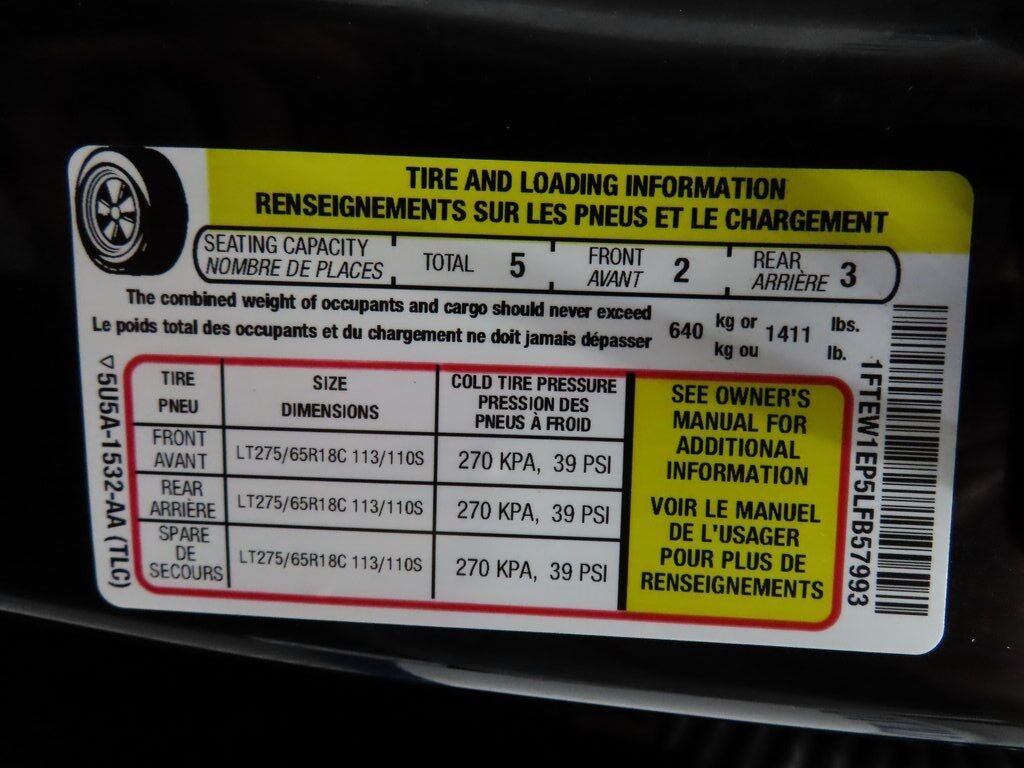 TIRE AND LOADING INFORMATION
RENSEIGNEMENTS SUR LES PNEUS ET LE CHARGEMENT
SEATING CAPACITY TOTAL 5 FRONT 2 REAR 3
NOMBRE DE PLACES AVANT ARRIÈRE
The combined weight of occupants and cargo should never exceed 640 kg or 1411 lbs.
Le poids total des occupants et du chargement ne doit jamais dépasser kg ou lb.
TIRE SIZE COLD TIRE PRESSURE
PNEU DIMENSIONS PRESSION DES
PNEUS À FROID
FRONT
AVANT LT275/65R18C 113/110S 270 KPA, 39 PSI
REAR
ARRIÈRE LT275/65R18C 113/110S 270 KPA, 39 PSI
SPARE
DE
SECOURS LT275/65R18C 113/110S 270 KPA, 39 PSI
SEE OWNER'S
MANUAL FOR
ADDITIONAL
INFORMATION
VOIR LE MANUEL
DE L'USAGER
POUR PLUS DE
RENSEIGNEMENTS
5U5A-1532-AA (TLC)
1FTEW1EP5LFB57993